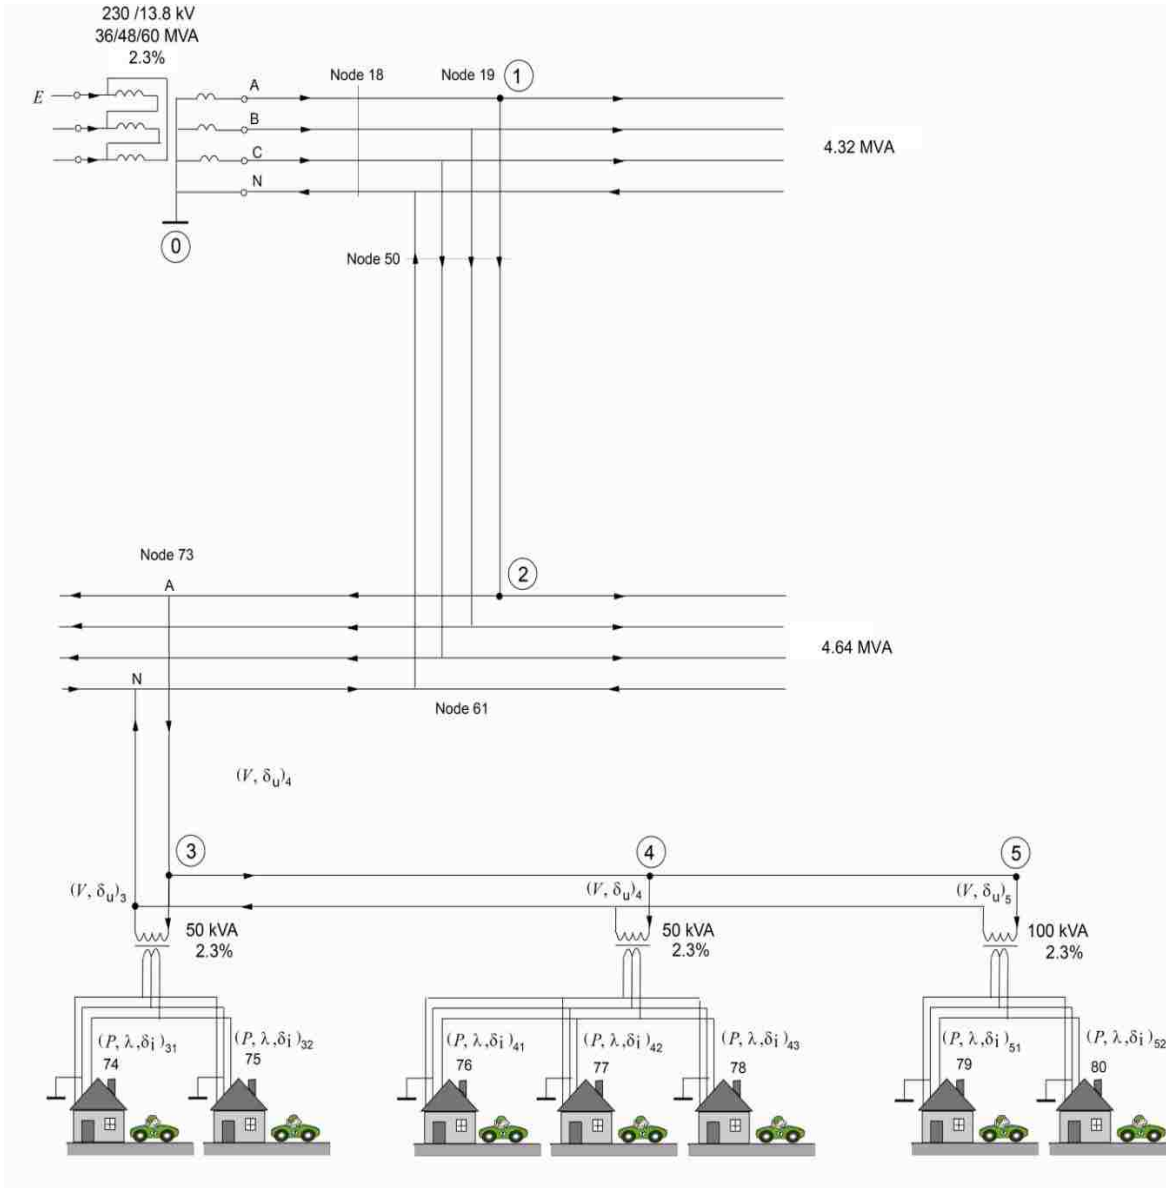 230 /13.8 kV
36/48/60 MVA
2.3%
Node 18
Node 19
1
E
A
B
C
N
4.32 MVA
0
Node 50
Node 73
A
2
4.64 MVA
N
Node 61
(V, δu)4
3
4
5
(V, δu)3
(V, δu)4
(V, δu)5
50 kVA
2.3%
50 kVA
2.3%
100 kVA
2.3%
(P, λ,δi)31
74
(P, λ,δi)32
75
(P, λ,δi)41
76
(P, λ,δi)42
77
(P, λ,δi)43
78
(P, λ,δi)51
79
(P, λ,δi)52
80